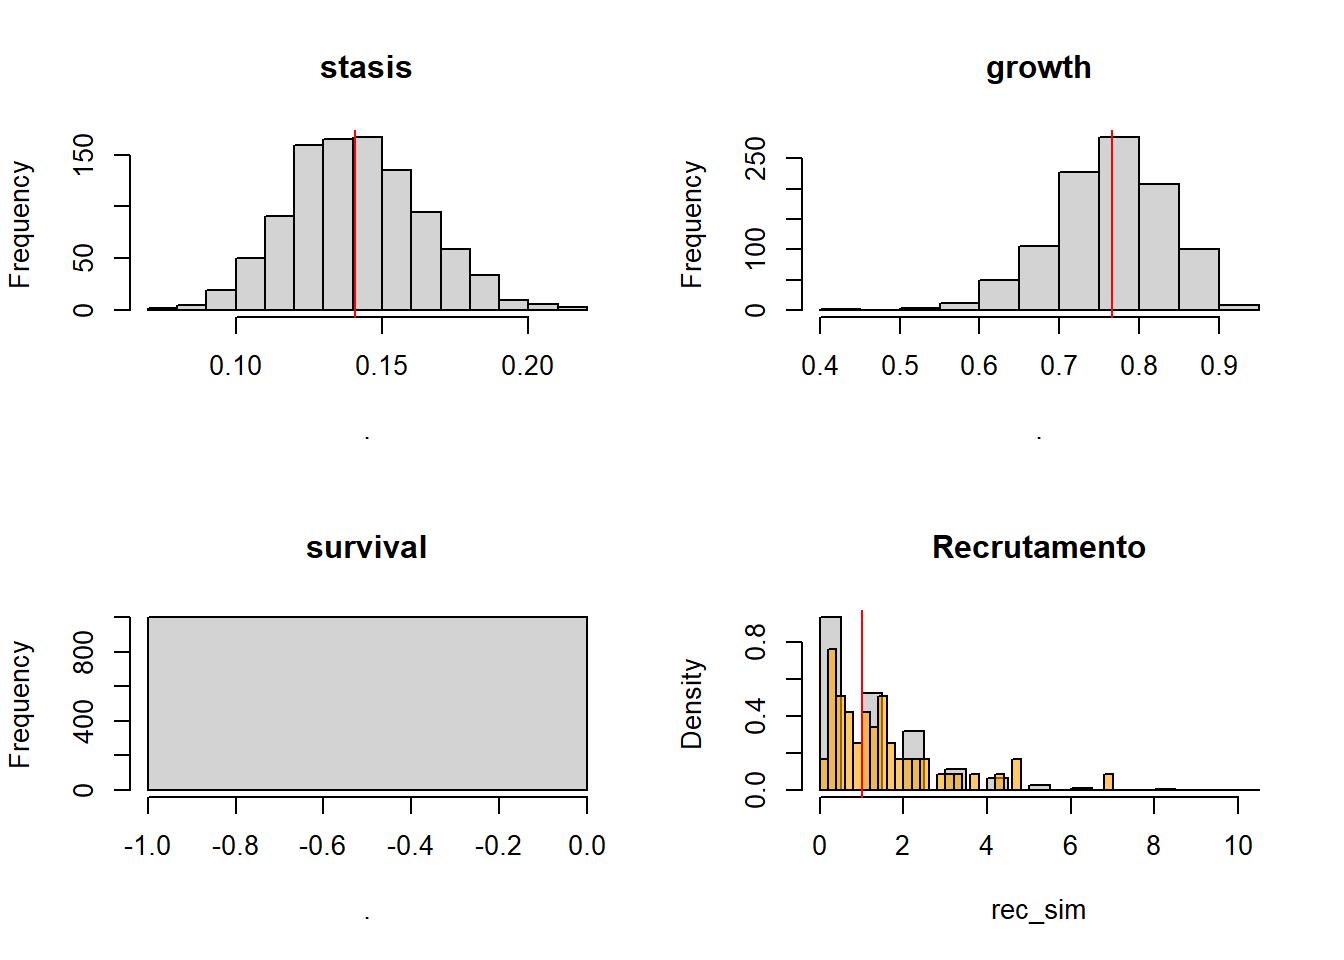 stasis
Frequency
0 50 150
0.10 0.15 0.20
.
growth
Frequency
0 100 250
0.4 0.5 0.6 0.7 0.8 0.9
.
survival
Frequency
0 400 800
-1.0 -0.8 -0.6 -0.4 -0.2 0.0
.
Recrutamento
Density
0.0 0.4 0.8
0 2 4 6 8 10
rec_sim